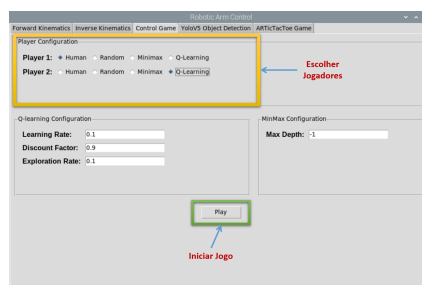 Robotic Arm Control
Forward Kinematics Inverse Kinematics Control Game YoloV5 Object Detection ARTicTacToe Game
Player Configuration
Player 1: Human Random Minimax Q-Learning
Player 2: Human Random Minimax Q-Learning
Escolher
Jogadores
Q-learning Configuration
Learning Rate: 0.1
Discount Factor: 0.9
Exploration Rate: 0.1
MinMax Configuration
Max Depth: -1
Play
Iniciar Jogo